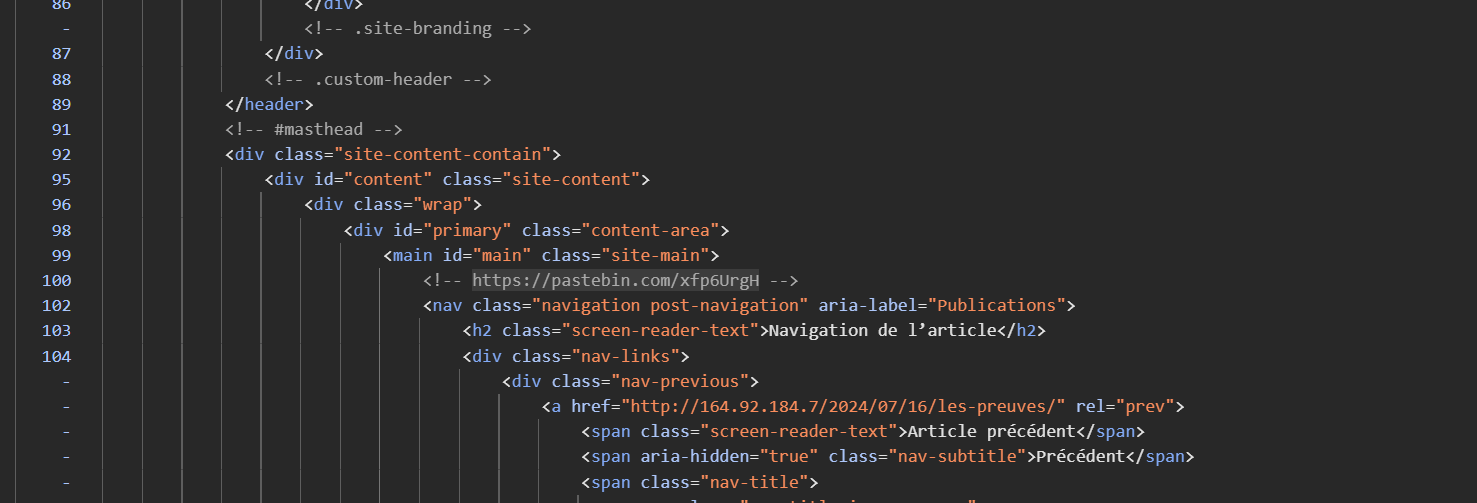 86 </div>
- <!-- .site-branding -->
87 </div>
88 <!-- .custom-header -->
89 </header>
91 <!-- #masthead -->
92 <div class="site-content-contain">
95 <div id="content" class="site-content">
96 <div class="wrap">
98 <div id="primary" class="content-area">
99 <main id="main" class="site-main">
100 <!-- https://pastebin.com/xfp6UrgH -->
102 <nav class="navigation post-navigation" aria-label="Publications">
103 <h2 class="screen-reader-text">Navigation de l’article</h2>
104 <div class="nav-links">
- <div class="nav-previous">
- <a href="http://164.92.184.7/2024/07/16/les-preuves/" rel="prev">
- <span class="screen-reader-text">Article précédent</span>
- <span aria-hidden="true" class="nav-subtitle">Précédent</span>
- <span class="nav-title">